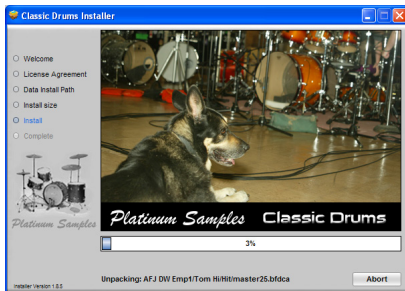 Classic Drums Installer
Welcome
License Agreement
Data Install Path
Install size
Install
Complete
Platinum Samples
Platinum Samples Classic Drums
3%
Unpacking: AFJ DW Emp1/Tom Hi/Hit/master25.bfdca
Abort
Installer Version 1.0.5